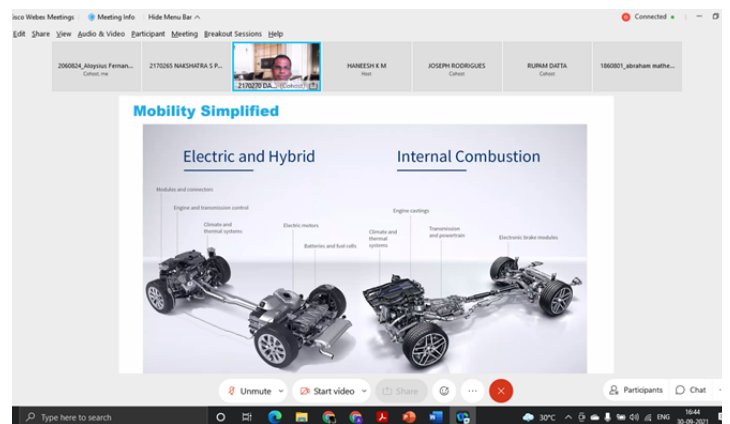 isco Webex Meetings Meeting Info Hide Menu Bar Connected
Edit Share View Audio & Video Participant Meeting Breakout Sessions Help
2060824_Aloysius Fernan...
Cohost, me
2170265 NAKSHATRA S P...
2170270 DA... (Cohost)
HANEESH K M
Host
JOSEPH RODRIGUES
Cohost
RUPAM DATTA
Cohost
1860801_abraham mathe...
Mobility Simplified
Electric and Hybrid
Modules and connectors
Engine and transmission control
Climate and
thermal systems
Electric motors
Batteries and fuel cells
Internal Combustion
Engine castings
Climate and
thermal
systems
Transmission
and powertrain
Electronic brake modules
Unmute Start video Share
Participants Chat
Type here to search
30°C ENG
16:44
30-09-2021